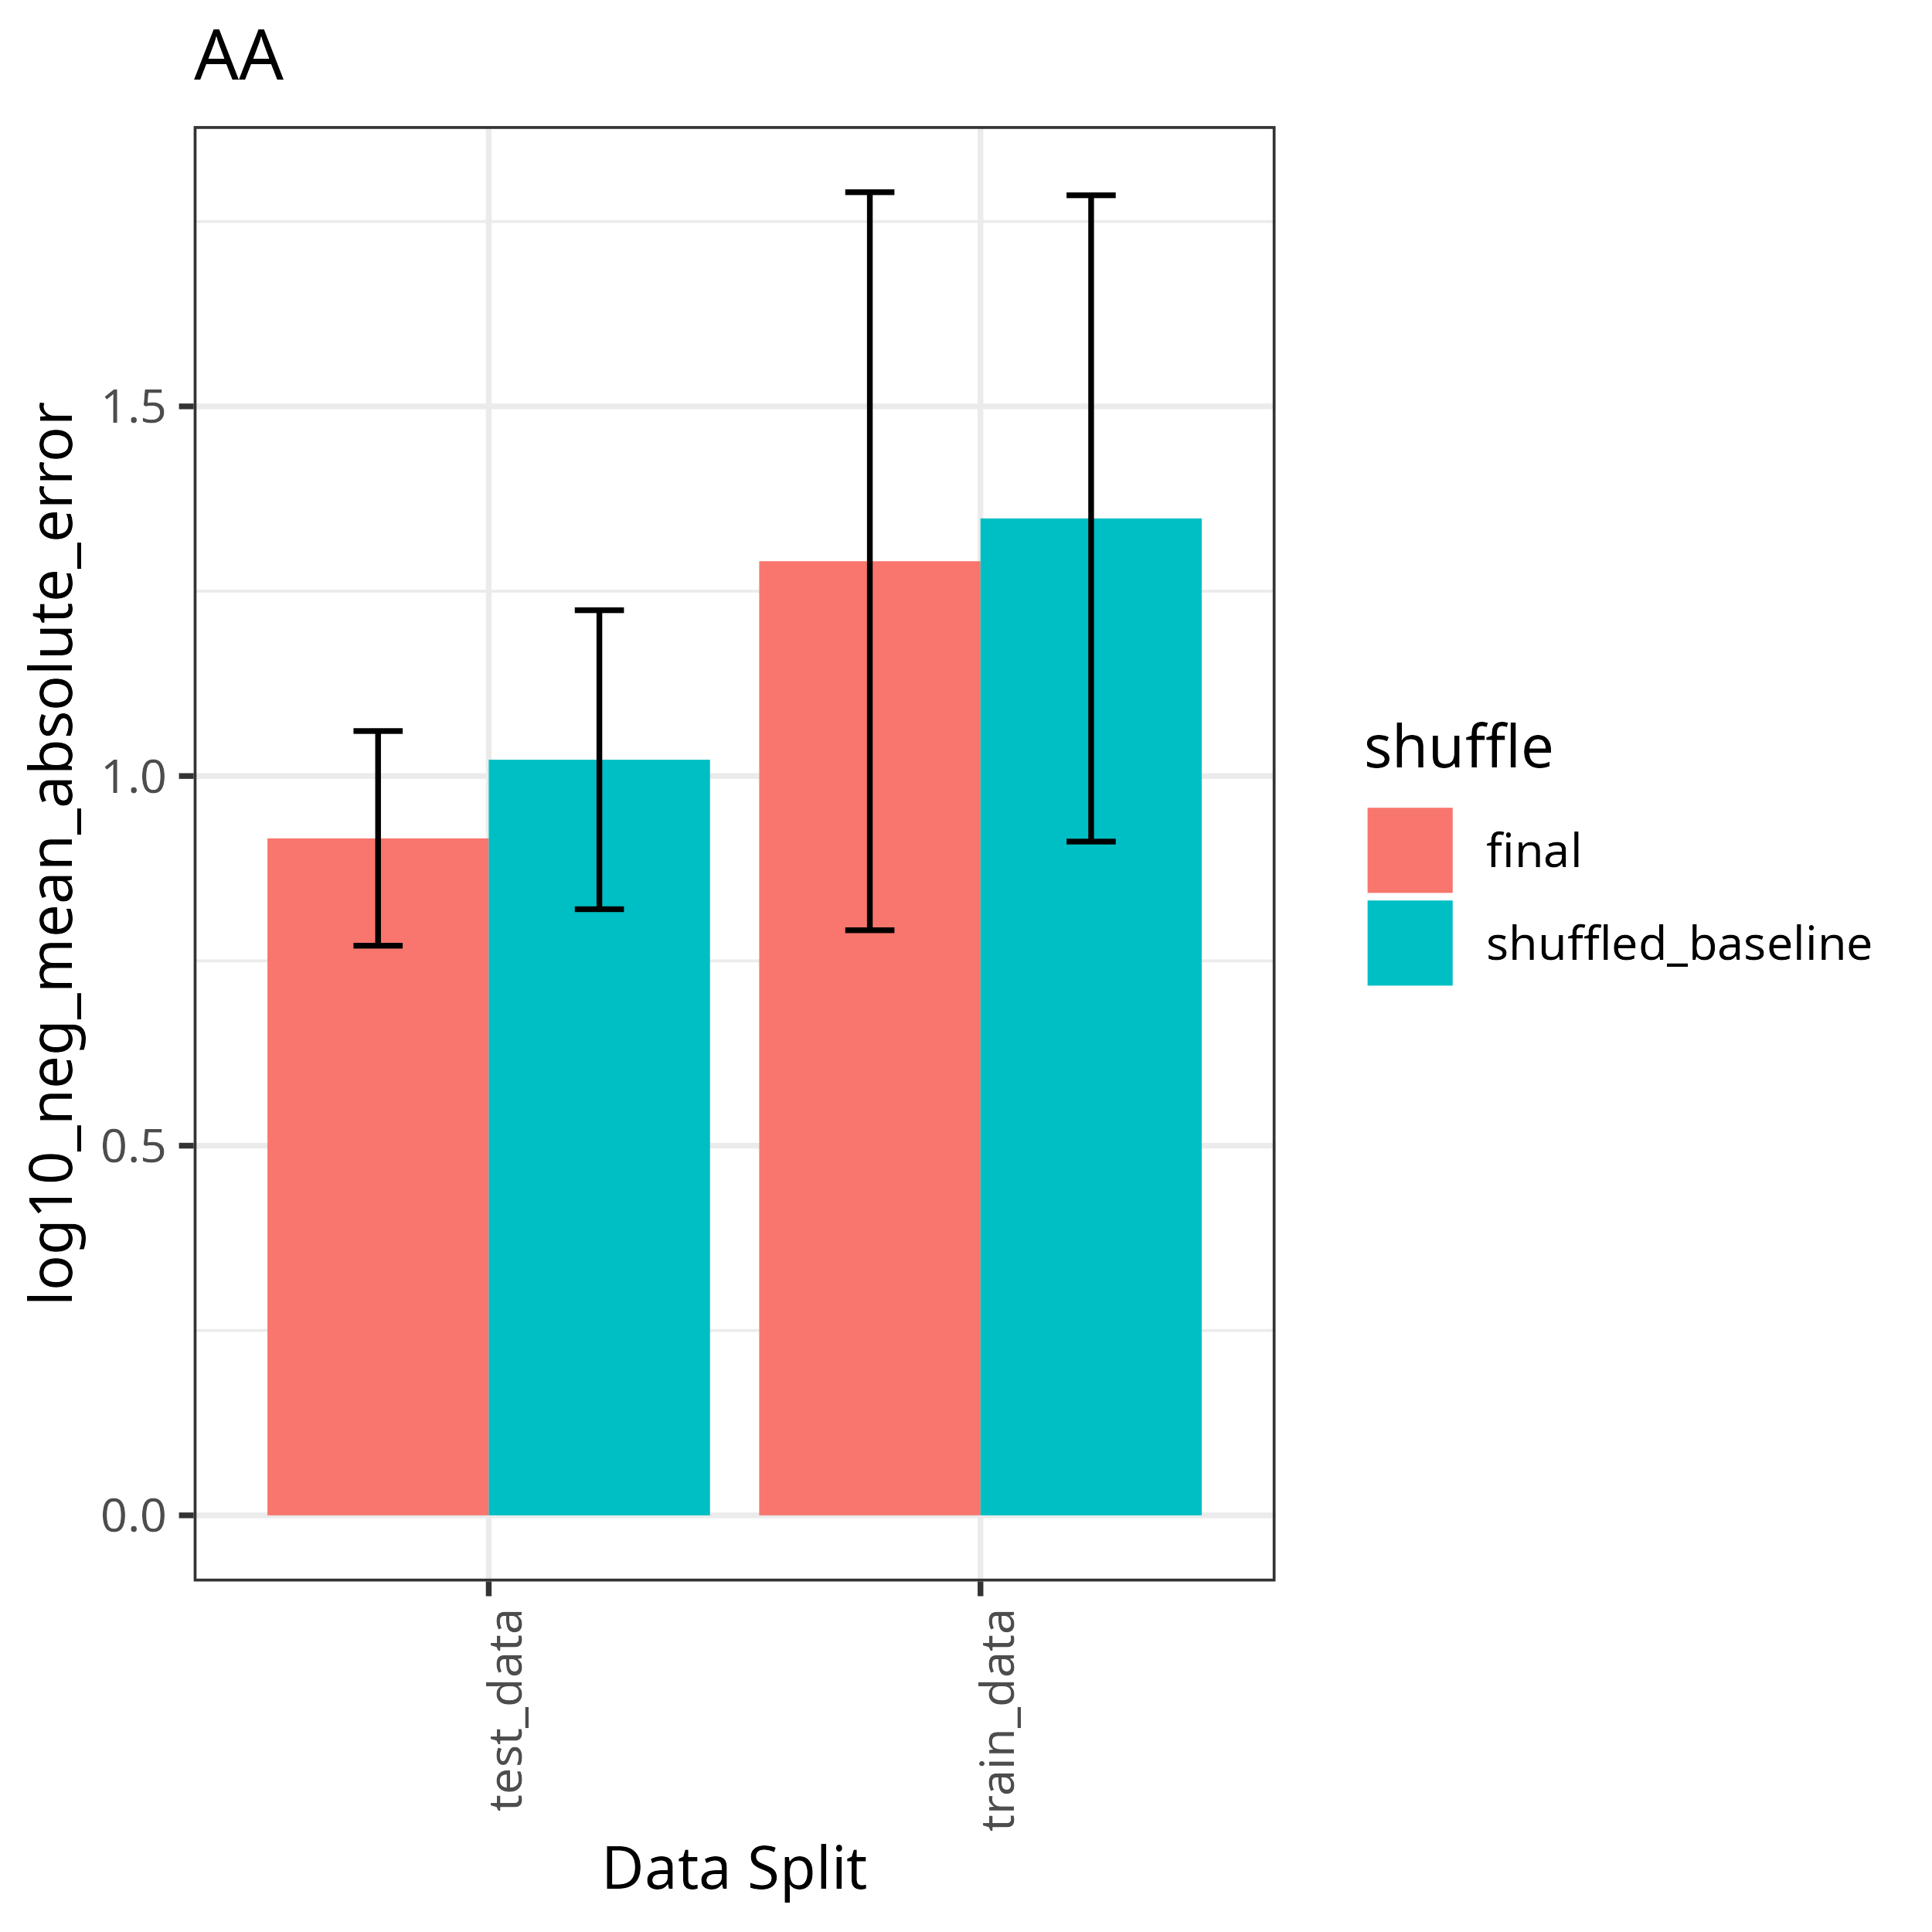 AA
log10_neg_mean_absolute_error
1.5
1.0
0.5
0.0
test_data
train_data
Data Split
shuffle
final
shuffled_baseline